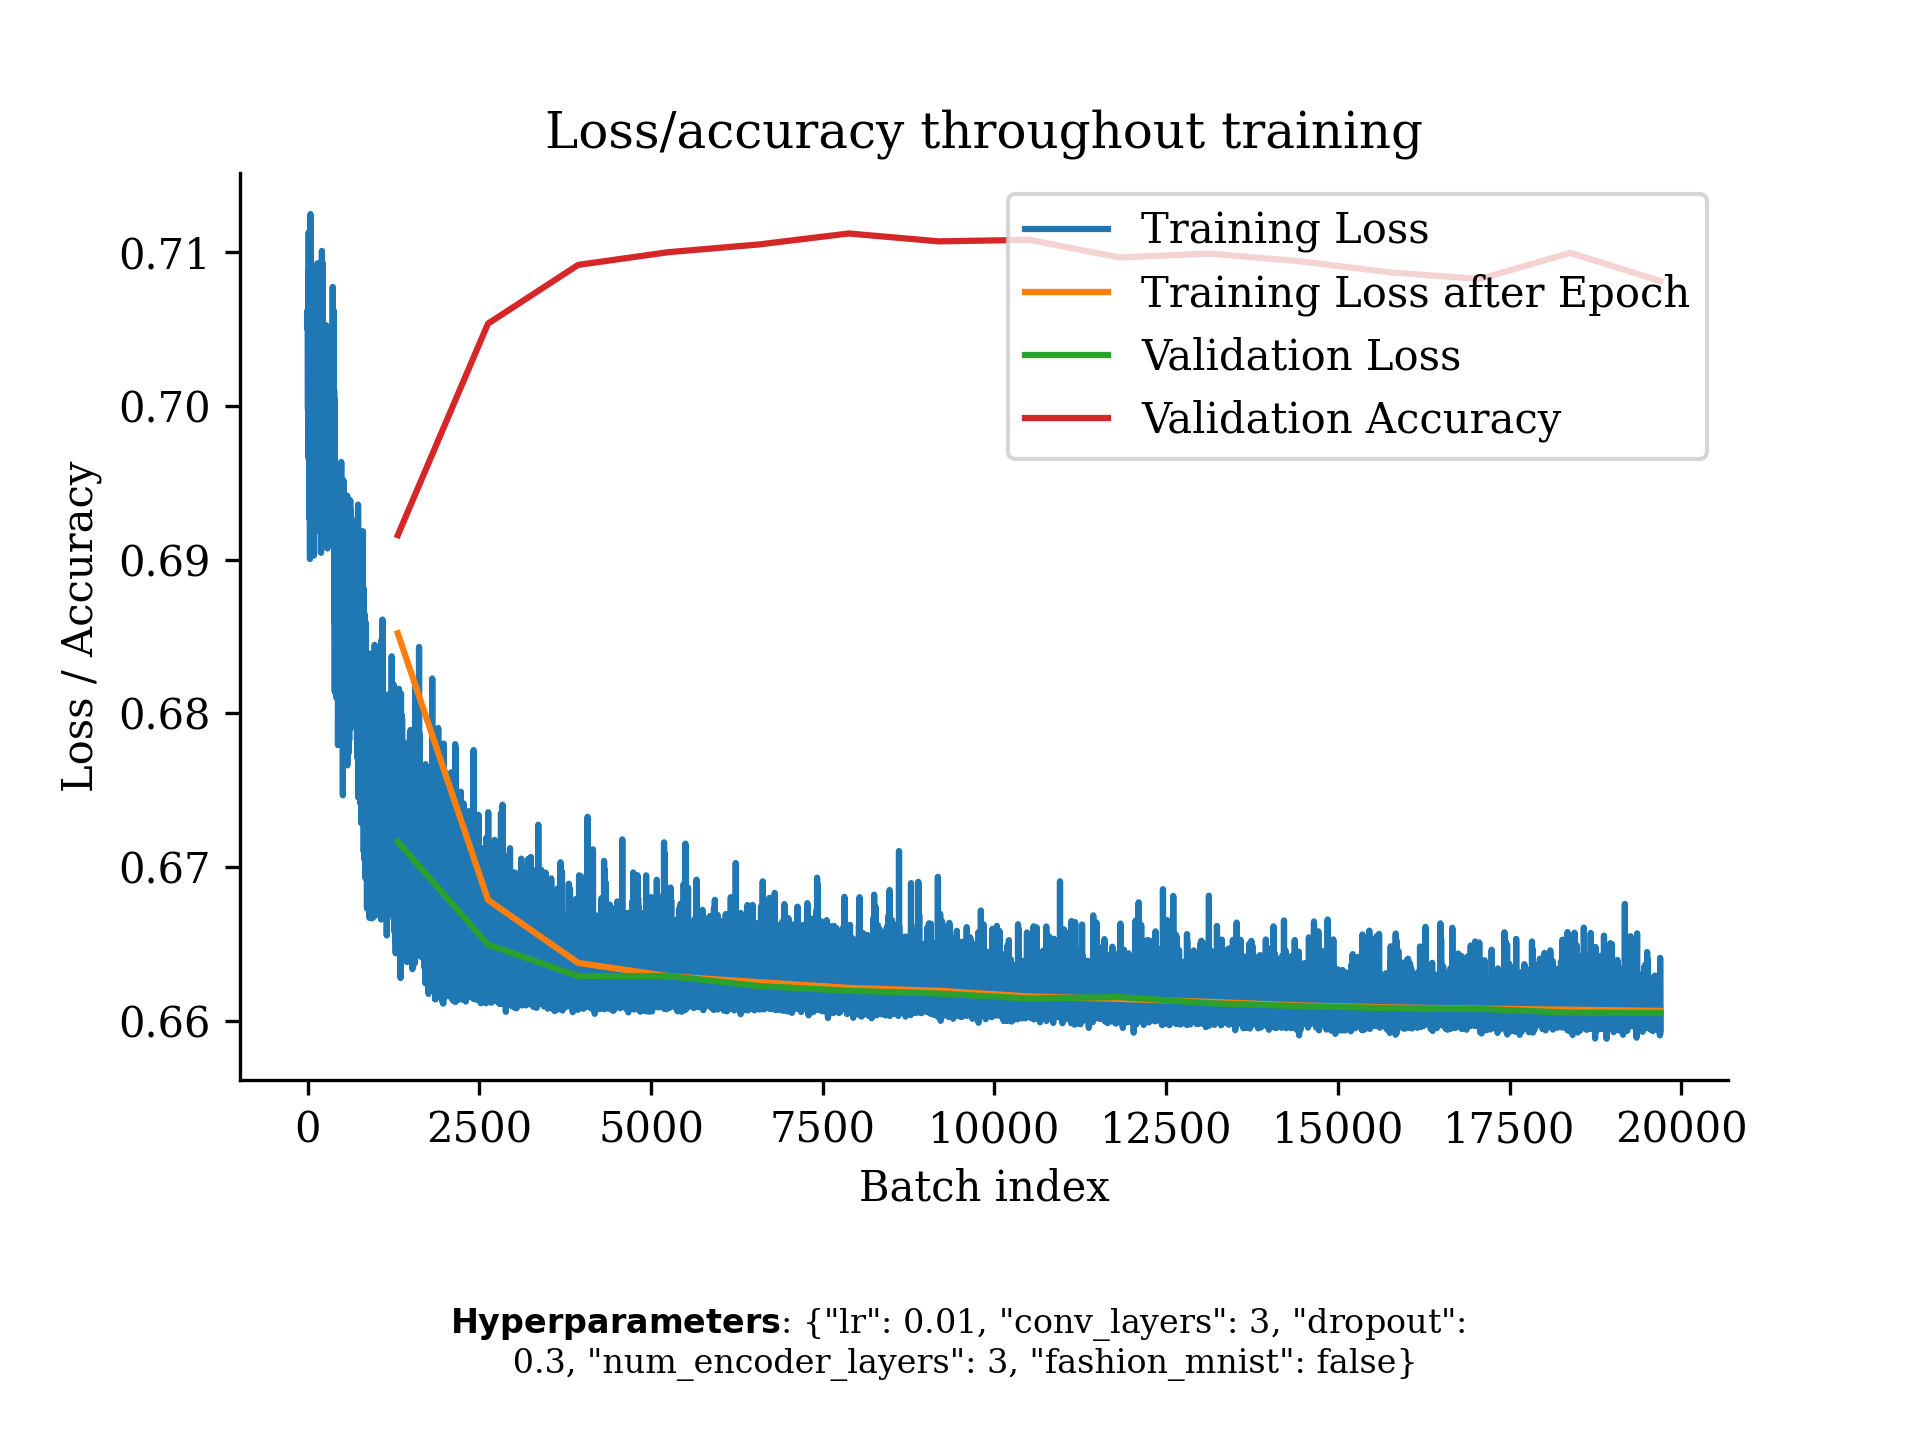 Loss/accuracy throughout training
Training Loss
Training Loss after Epoch
Validation Loss
Validation Accuracy
0.71
0.70
0.69
0.68
0.67
0.66
Loss / Accuracy
0 2500 5000 7500 10000 12500 15000 17500 20000
Batch index
Hyperparameters: {"lr": 0.01, "conv_layers": 3, "dropout":
0.3, "num_encoder_layers": 3, "fashion_mnist": false}